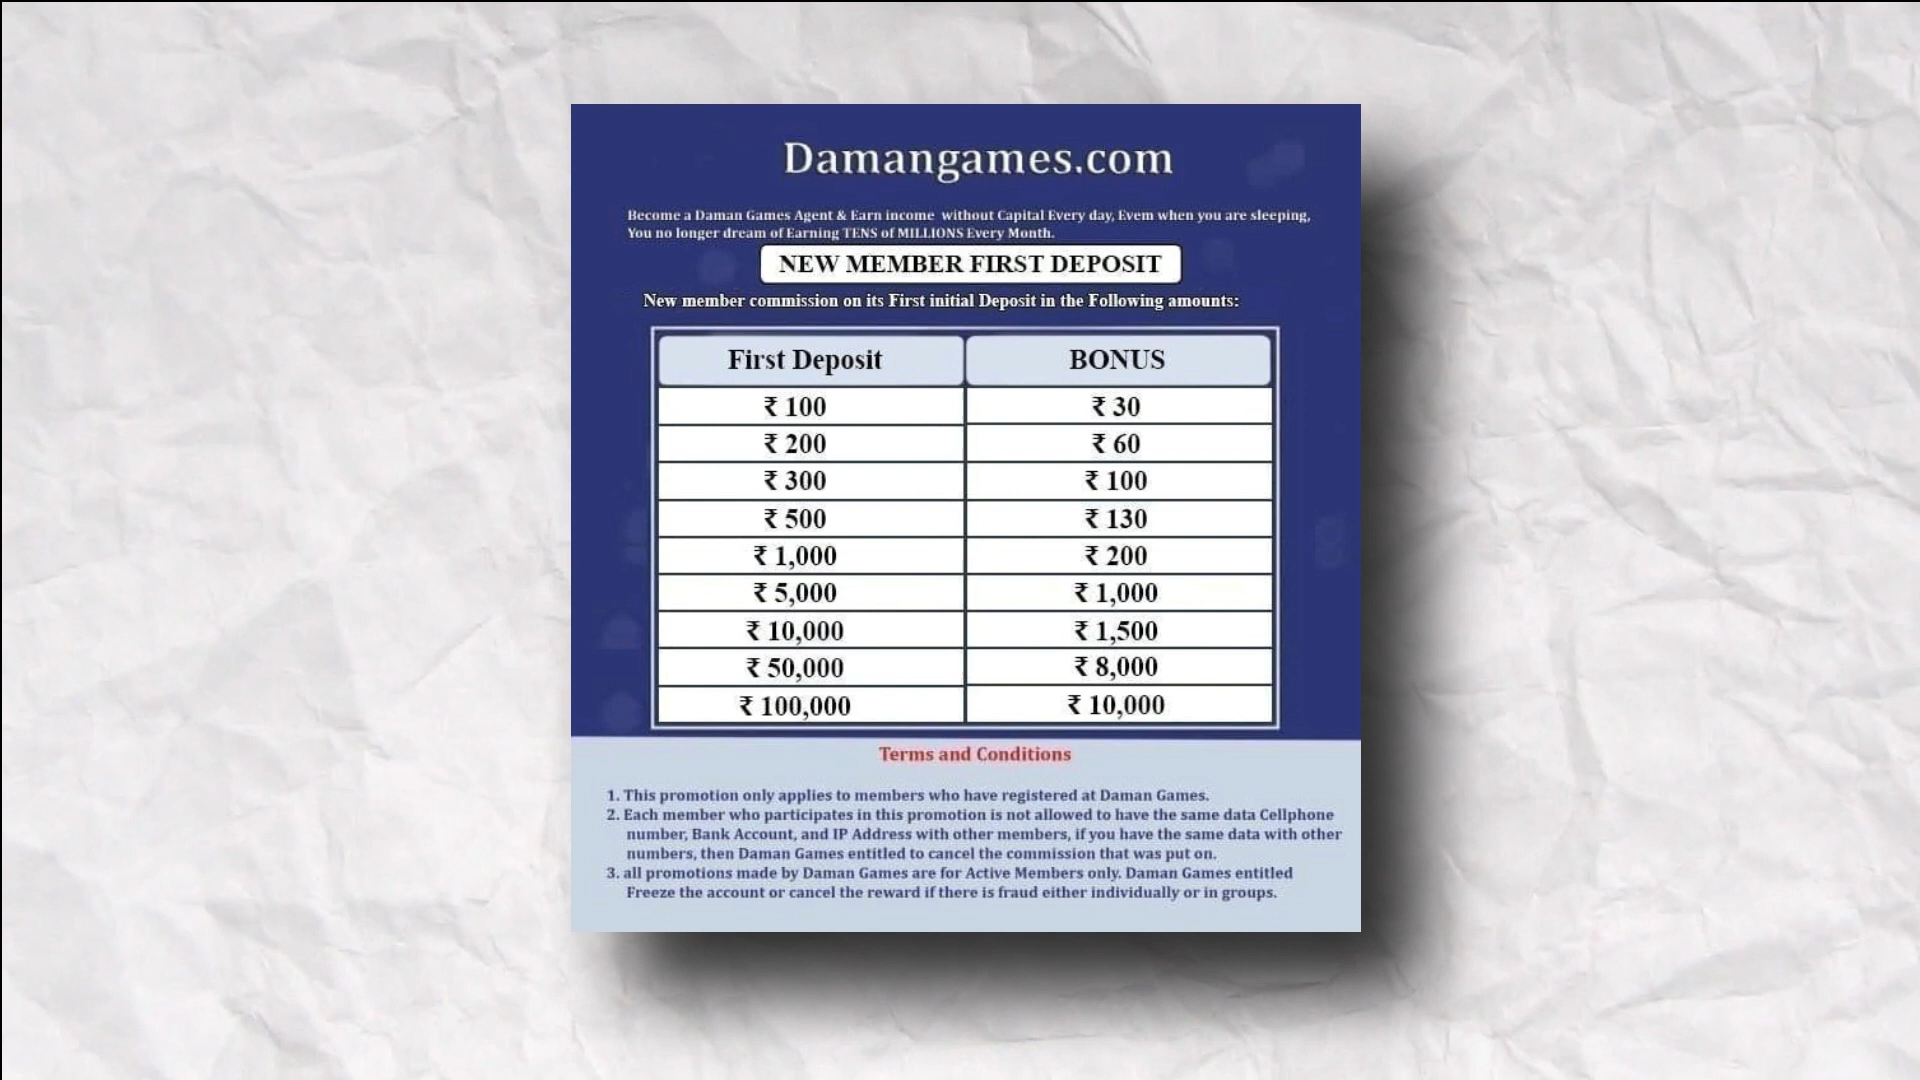 Damangames.com
Become a Daman Games Agent & Earn income without Capital Every day, Evem when you are sleeping,
You no longer dream of Earning TENS of MILLIONS Every Month.
NEW MEMBER FIRST DEPOSIT
New member commission on its First initial Deposit in the Following amounts:
First Deposit BONUS
₹ 100 ₹ 30
₹ 200 ₹ 60
₹ 300 ₹ 100
₹ 500 ₹ 130
₹ 1,000 ₹ 200
₹ 5,000 ₹ 1,000
₹ 10,000 ₹ 1,500
₹ 50,000 ₹ 8,000
₹ 100,000 ₹ 10,000
Terms and Conditions
1. This promotion only applies to members who have registered at Daman Games.
2. Each member who participates in this promotion is not allowed to have the same data Cellphone
number, Bank Account, and IP Address with other members, if you have the same data with other
numbers, then Daman Games entitled to cancel the commission that was put on.
3. all promotions made by Daman Games are for Active Members only. Daman Games entitled
Freeze the account or cancel the reward if there is fraud either individually or in groups.